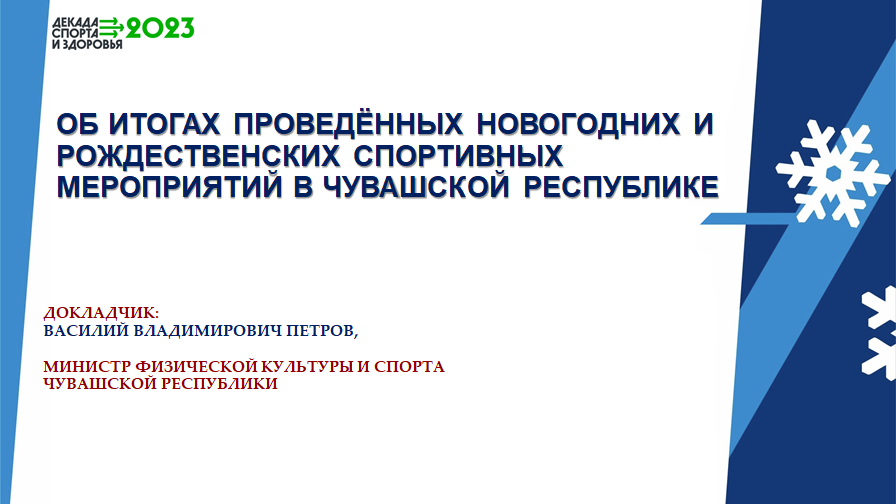 ДЕКАДА
СПОРТА
И ЗДОРОВЬЯ
2023
ОБ ИТОГАХ ПРОВЕДЁННЫХ НОВОГОДНИХ И
РОЖДЕСТВЕНСКИХ СПОРТИВНЫХ
МЕРОПРИЯТИЙ В ЧУВАШСКОЙ РЕСПУБЛИКЕ
ДОКЛАДЧИК:
ВАСИЛИЙ ВЛАДИМИРОВИЧ ПЕТРОВ,
МИНИСТР ФИЗИЧЕСКОЙ КУЛЬТУРЫ И СПОРТА
ЧУВАШСКОЙ РЕСПУБЛИКИ